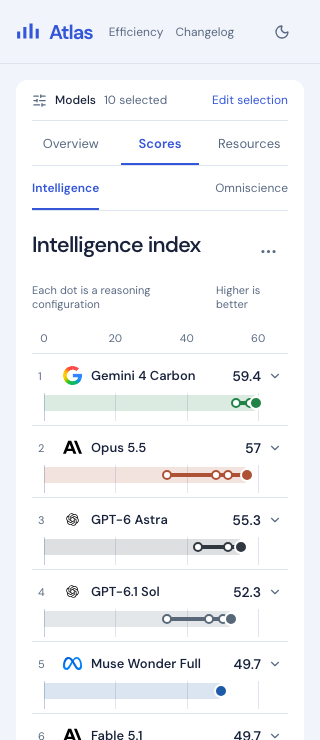 Atlas Efficiency Changelog
Models 10 selected Edit selection
Overview Scores Resources
Intelligence Omniscience
Intelligence index ...
Each dot is a reasoning configuration Higher is better
0 20 40 60
1 Gemini 4 Carbon 59.4
2 Opus 5.5 57
3 GPT-6 Astra 55.3
4 GPT-6.1 Sol 52.3
5 Muse Wonder Full 49.7
6 Fable 5.1 49.7